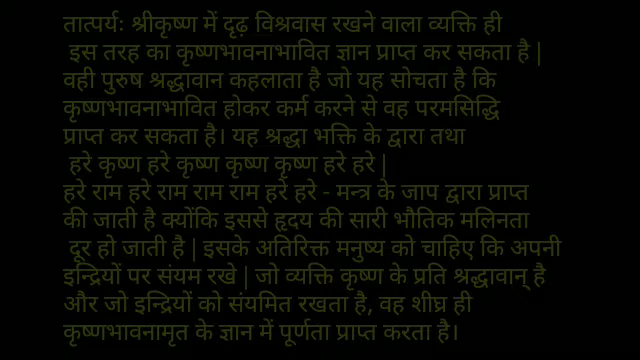 तात्पर्यः श्रीकृष्ण में दृढ़ विश्रवास रखने वाला व्यक्ति ही
इस तरह का कृष्णभावनाभावित ज्ञान प्राप्त कर सकता है |
वही पुरुष श्रद्धावान कहलाता है जो यह सोचता है कि
कृष्णभावनाभावित होकर कर्म करने से वह परमसिद्धि
प्राप्त कर सकता है। यह श्रद्धा भक्ति के द्वारा तथा
हरे कृष्ण हरे कृष्ण कृष्ण कृष्ण हरे हरे |
हरे राम हरे राम राम राम हरे हरे - मन्त्र के जाप द्वारा प्राप्त
की जाती है क्योंकि इससे हृदय की सारी भौतिक मलिनता
दूर हो जाती है | इसके अतिरिक्त मनुष्य को चाहिए कि अपनी
इन्द्रियों पर संयम रखे | जो व्यक्ति कृष्ण के प्रति श्रद्धावान् है
और जो इन्द्रियों को संयमित रखता है, वह शीघ्र ही
कृष्णभावनामृत के ज्ञान में पूर्णता प्राप्त करता है।